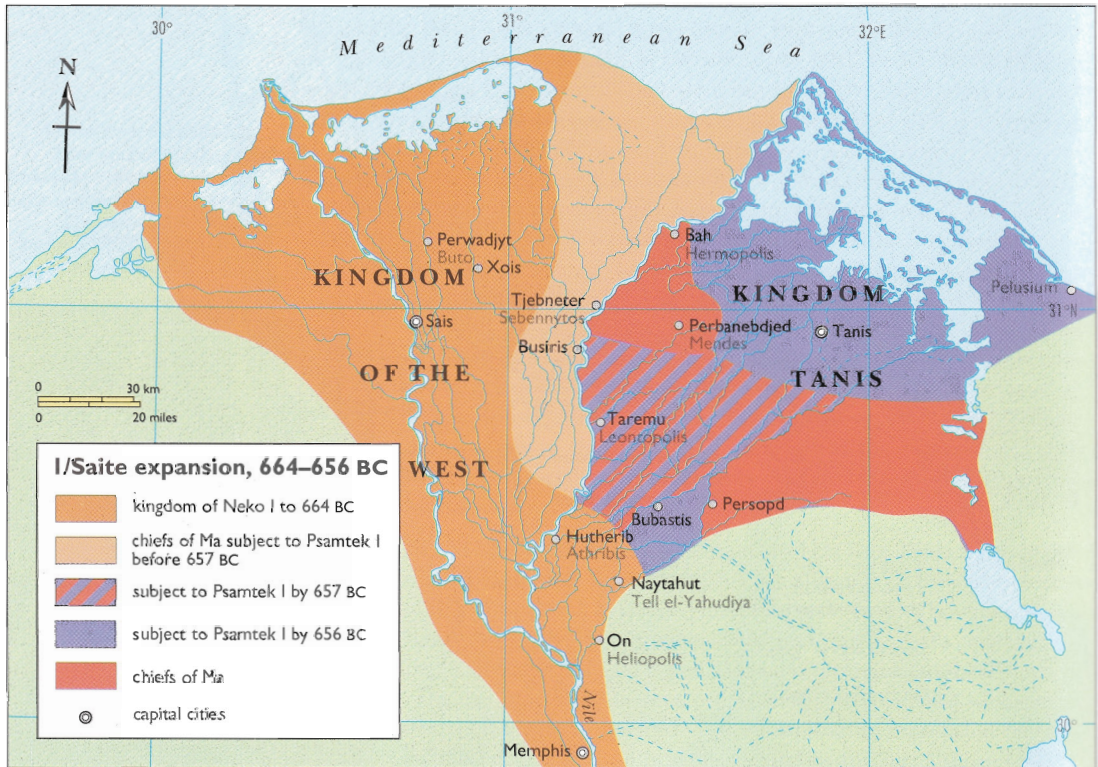 30°
31°
32°E
Mediterranean Sea
N
Perwadjyt
Buto
Xois
KINGDOM
Sais
OF THE
WEST
Bah
Hermopolis
KINGDOM
Pelusium
31°N
Tjebneter
Sebennytos
Perbanebdjed
Mendes
Tanis
Busiris
TANIS
0 30 km
0 20 miles
Taremu
Leontopolis
Bubastis
Persopd
Hutherib
Athribis
Naytahut
Tell el-Yahudiya
On
Heliopolis
Nile
30°
Memphis
1/Saite expansion, 664–656 BC
kingdom of Neko I to 664 BC
chiefs of Ma subject to Psamtek I
before 657 BC
subject to Psamtek I by 657 BC
subject to Psamtek I by 656 BC
chiefs of Ma
capital cities